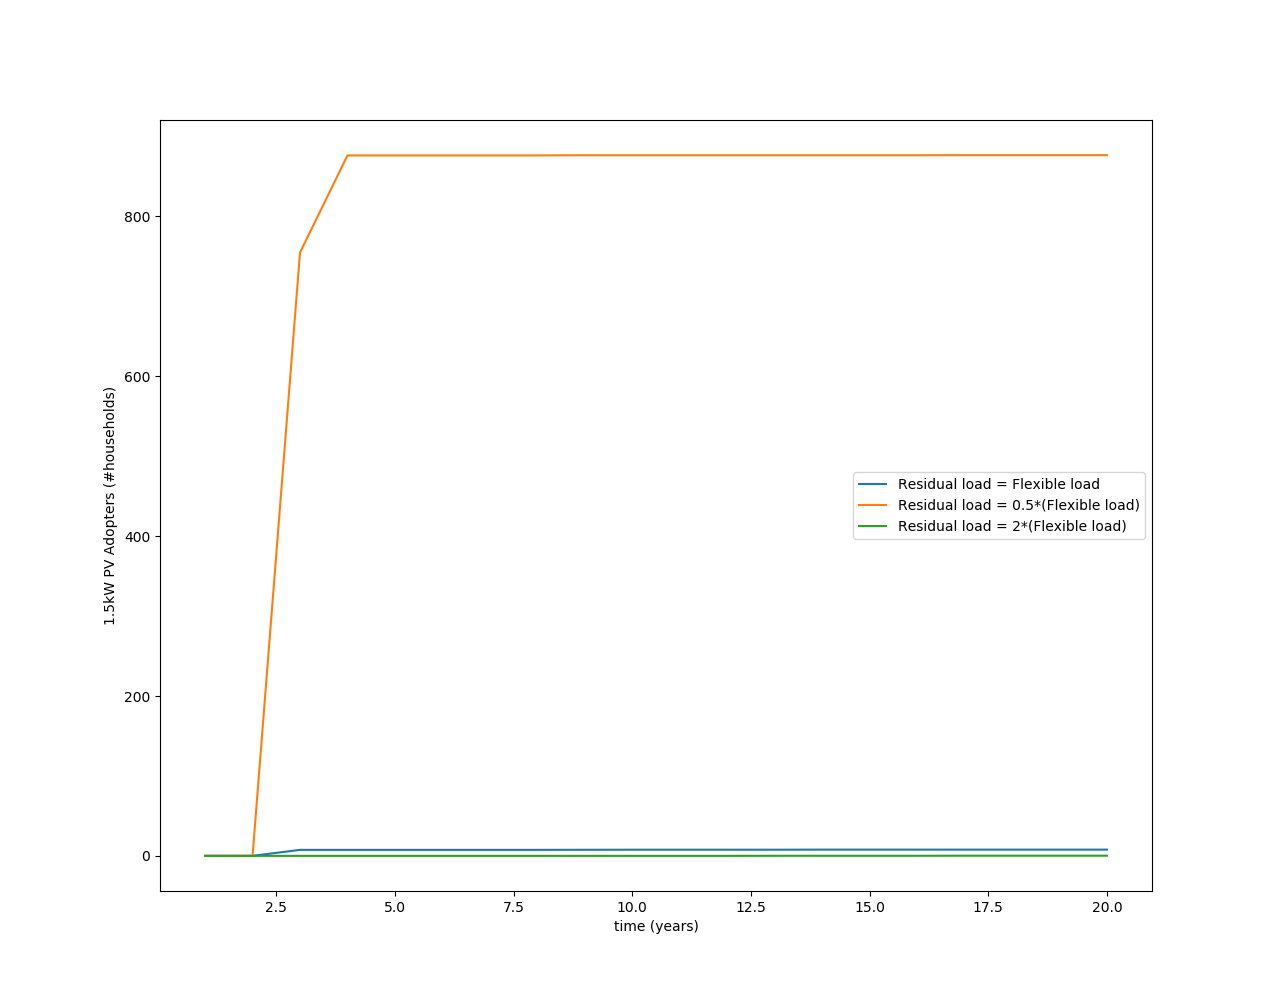 800
600
400
200
0
1.5kW PV Adopters (#households)
Residual load = Flexible load
Residual load = 0.5*(Flexible load)
Residual load = 2*(Flexible load)
2.5 5.0 7.5 10.0 12.5 15.0 17.5 20.0
time (years)